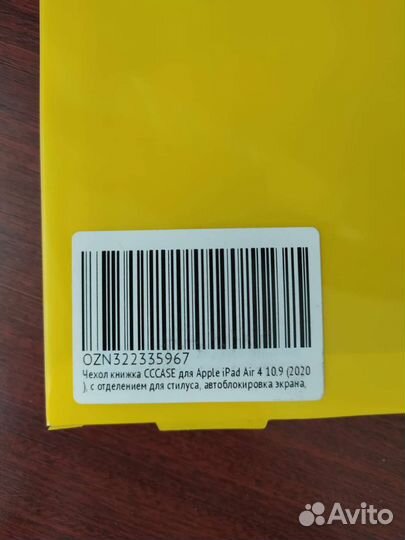 OZN322335967
Чехол книжка CCCASE для Apple iPad Air 4 10.9 (2020
), с отделением для стилуса, автоблокировка экрана,
Avito